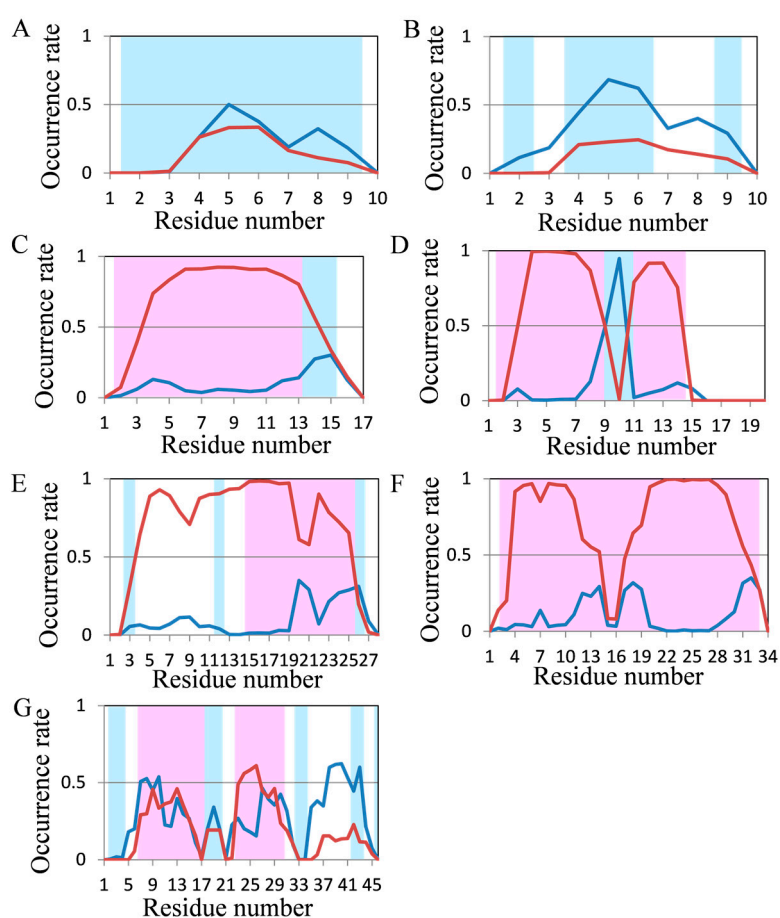 A
Occurrence rate
1
0.5
0
1 2 3 4 5 6 7 8 9 10
Residue number
B
Occurrence rate
1
0.5
0
1 2 3 4 5 6 7 8 9 10
Residue number
C
Occurrence rate
1
0.5
0
1 3 5 7 9 11 13 15 17
Residue number
D
Occurrence rate
1
0.5
0
1 3 5 7 9 11 13 15 17 19
Residue number
E
Occurrence rate
1
0.5
0
1 3 5 7 9 11 13 15 17 19 21 23 25 27
Residue number
F
Occurrence rate
1
0.5
0
1 4 7 10 13 16 19 22 25 28 31 34
Residue number
G
Occurrence rate
1
0.5
0
1 5 9 13 17 21 25 29 33 37 41 45
Residue number